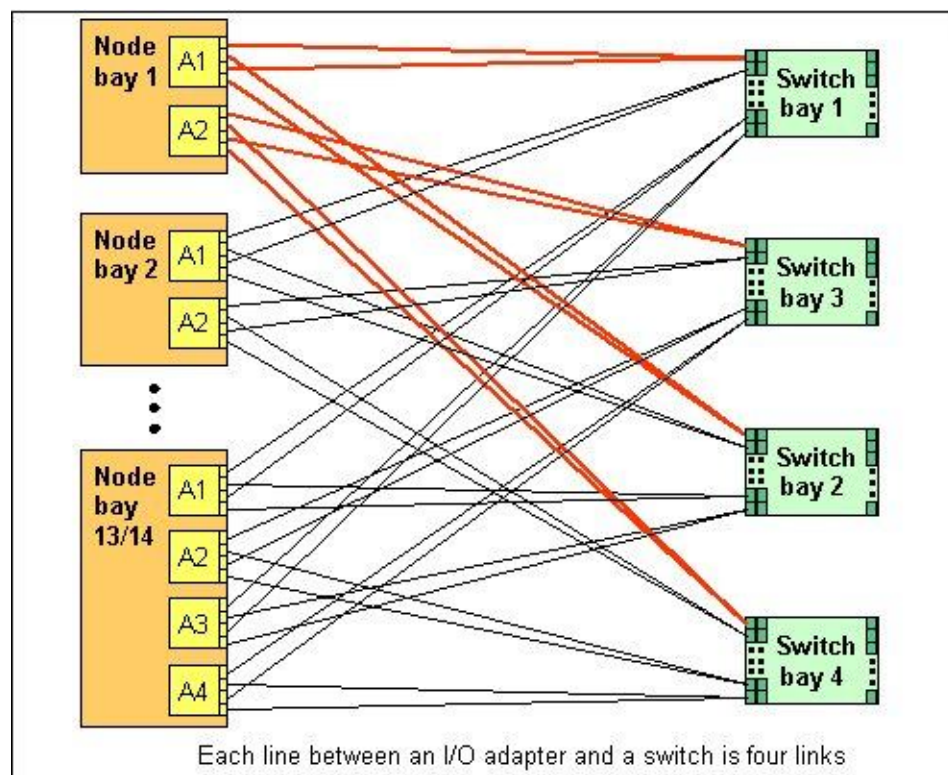 Node
bay 1
A1
A2
Node
bay 2
A1
A2
Node
bay
13/14
A1
A2
A3
A4
Switch
bay 1
Switch
bay 3
Switch
bay 2
Switch
bay 4
Each line between an I/O adapter and a switch is four links